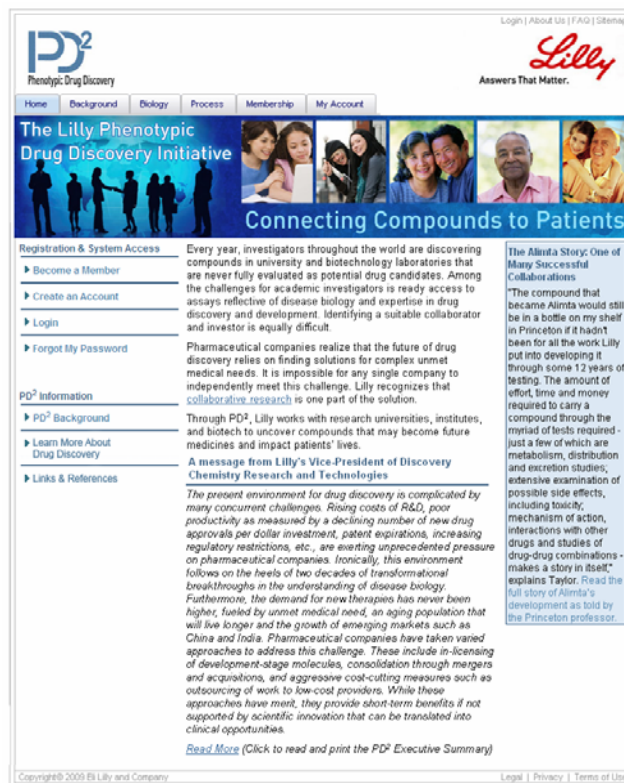 Login | About Us | FAQ | Sitemap
PD²
Phenotypic Drug Discovery
Lilly
Answers That Matter.
Home Background Biology Process Membership My Account
The Lilly Phenotypic
Drug Discovery Initiative
Connecting Compounds to Patients
Registration & System Access
Become a Member
Create an Account
Login
Forgot My Password
PD² Information
PD² Background
Learn More About
Drug Discovery
Links & References
Every year, investigators throughout the world are discovering
compounds in university and biotechnology laboratories that
are never fully evaluated as potential drug candidates. Among
the challenges for academic investigators is ready access to
assays reflective of disease biology and expertise in drug
discovery and development. Identifying a suitable collaborator
and investor is equally difficult.
Pharmaceutical companies realize that the future of drug
discovery relies on finding solutions for complex unmet
medical needs. It is impossible for any single company to
independently meet this challenge. Lilly recognizes that
collaborative research is one part of the solution.
Through PD², Lilly works with research universities, institutes,
and biotech to uncover compounds that may become future
medicines and impact patients' lives.
A message from Lilly's Vice-President of Discovery
Chemistry Research and Technologies
The present environment for drug discovery is complicated by
many concurrent challenges. Rising costs of R&D, poor
productivity as measured by a declining number of new drug
approvals per dollar investment, patent expirations, increasing
regulatory restrictions, etc., are exerting unprecedented pressure
on pharmaceutical companies. Ironically, this environment
follows on the heels of two decades of transformational
breakthroughs in the understanding of disease biology.
Furthermore, the demand for new therapies has never been
higher, fueled by unmet medical need, an aging population that
will live longer and the growth of emerging markets such as
China and India. Pharmaceutical companies have taken varied
approaches to address this challenge. These include in-licensing
of development-stage molecules, consolidation through mergers
and acquisitions, and aggressive cost-cutting measures such as
outsourcing of work to low-cost providers. While these
approaches have merit, they provide short-term benefits if not
supported by scientific innovation that can be translated into
clinical opportunities.
Read More (Click to read and print the PD² Executive Summary)
The Alimta Story: One of
Many Successful
Collaborations
"The compound that
became Alimta would still
be in a bottle on my shelf
in Princeton if it hadn't
been for all the work Lilly
put into developing it
through some 12 years of
testing. The amount of
effort, time and money
required to carry a
compound through the
myriad of tests required -
just a few of which are
metabolism, distribution
and excretion studies;
extensive examination of
possible side effects,
including toxicity;
mechanism of action,
interactions with other
drugs and studies of
drug-drug combinations -
makes a story in itself,"
explains Taylor. Read the
full story of Alimta's
development as told by
the Princeton professor.
Copyright© 2009 Eli Lilly and Company
Legal | Privacy | Terms of Use